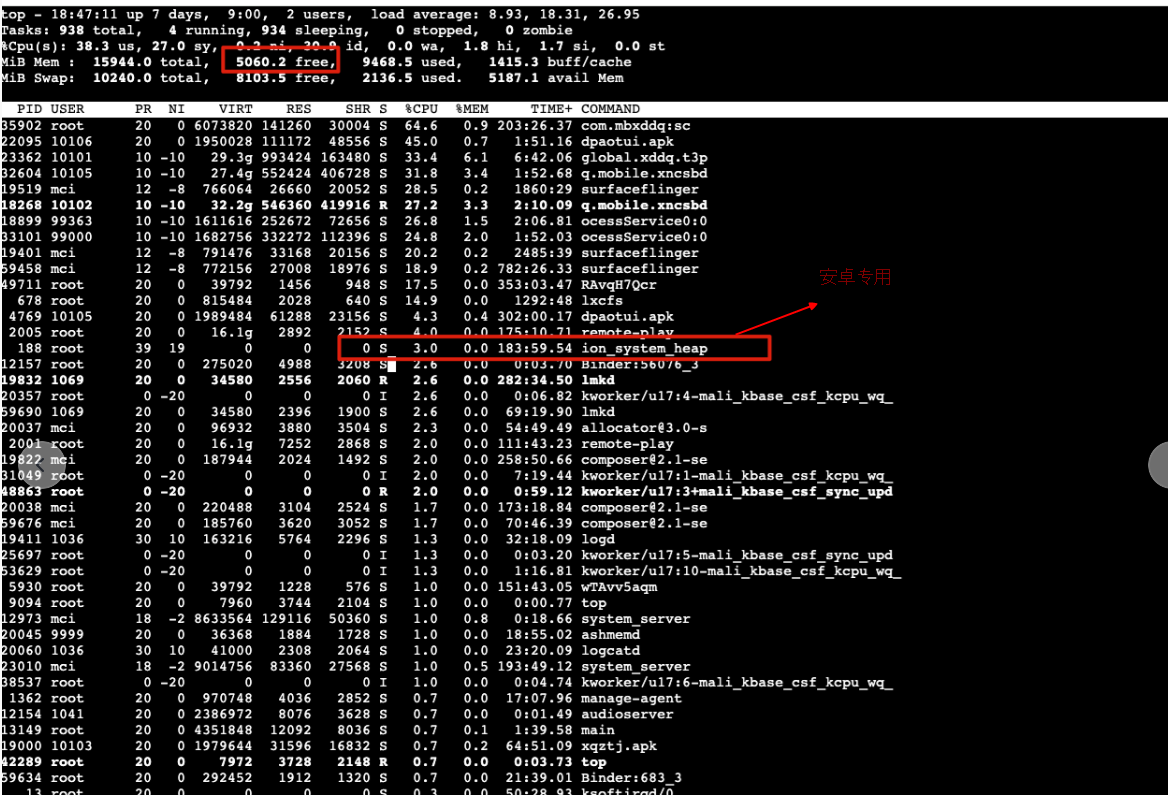 top - 18:47:11 up 7 days,  9:00,  2 users,  load average: 8.93, 18.31, 26.95
Tasks: 938 total,   4 running, 934 sleeping,   0 stopped,   0 zombie
%Cpu(s): 38.3 us, 27.0 sy,  0.2 ni, 30.9 id,  0.0 wa,  1.8 hi,  1.7 si,  0.0 st
MiB Mem :  15944.0 total,   5060.2 free,   9468.5 used,   1415.3 buff/cache
MiB Swap:  10240.0 total,   8103.5 free,   2136.5 used.   5187.1 avail Mem
PID USER      PR  NI    VIRT    RES    SHR S  %CPU  %MEM     TIME+ COMMAND
35902 root      20   0 6073820 141260  30004 S  64.6   0.9 203:26.37 com.mbxddq:sc
22095 10106     20   0 1950028 111172  48556 S  45.0   0.7   1:51.16 dpaotui.apk
23362 10101     10 -10   29.3g 993424 163480 S  33.4   6.1   6:42.06 global.xddq.t3p
32604 10105     10 -10   27.4g 552424 406728 S  31.8   3.4   1:52.68 q.mobile.xncsbd
19519 mci       12  -8  766064  26660  20052 S  28.5   0.2   1860:29 surfaceflinger
18268 10102     10 -10   32.2g 546360 419916 R  27.2   3.3   2:10.09 q.mobile.xncsbd
18899 99363     10 -10 1611616 252672  72656 S  26.8   1.5   2:06.81 ocessService0:0
33101 99000     10 -10 1682756 332272 112396 S  24.8   2.0   1:52.03 ocessService0:0
19401 mci       12  -8  791476  33168  20156 S  20.2   0.2   2485:39 surfaceflinger
59458 mci       12  -8  772156  27008  18976 S  18.9   0.2 782:26.33 surfaceflinger
安卓专用
49711 root      20   0   39792   1456    948 S  17.5   0.0 353:03.47 RAvqH7Qcr
678 root      20   0  815484   2028    640 S  14.9   0.0   1292:48 lxcfs
4769 10105     20   0 1989484  61288  23156 S   4.3   0.4 302:00.17 dpaotui.apk
2005 root      20   0   16.1g   2892   2152 S   4.0   0.0 175:10.71 remote-play
188 root      39  19       0      0      0 S   3.0   0.0 183:59.54 ion_system_heap
12157 root      20   0  275020   4988   3208 S   2.6   0.0   0:03.70 Binder:56076_3
19832 1069      20   0   34580   2556   2060 R   2.6   0.0 282:34.50 lmkd
20357 root       0 -20       0      0      0 I   2.6   0.0   0:06.82 kworker/u17:4-mali_kbase_csf_kcpu_wq_
59690 1069      20   0   34580   2396   1900 S   2.6   0.0  69:19.90 lmkd
20037 mci       20   0   96932   3880   3504 S   2.3   0.0  54:49.49 allocator@3.0-s
2001 root      20   0   16.1g   7252   2868 S   2.0   0.0 111:43.23 remote-play
19822 mci       20   0  187944   2024   1492 S   2.0   0.0 258:50.66 composer@2.1-se
31049 root       0 -20       0      0      0 I   2.0   0.0   7:19.44 kworker/u17:1-mali_kbase_csf_kcpu_wq_
48863 root       0 -20       0      0      0 R   2.0   0.0   0:59.12 kworker/u17:3+mali_kbase_csf_sync_upd
20038 mci       20   0  220488   3104   2524 S   1.7   0.0 173:18.84 composer@2.1-se
59676 mci       20   0  185760   3620   3052 S   1.7   0.0  70:46.39 composer@2.1-se
19411 1036      30  10  163216   5764   2296 S   1.3   0.0  32:18.09 logd
25697 root       0 -20       0      0      0 I   1.3   0.0   0:03.20 kworker/u17:5-mali_kbase_csf_sync_upd
53629 root       0 -20       0      0      0 I   1.3   0.0   1:16.81 kworker/u17:10-mali_kbase_csf_kcpu_wq_
5930 root      20   0   39792   1228    576 S   1.0   0.0 151:43.05 wTAvv5aqm
9094 root      20   0    7960   3744   2104 S   1.0   0.0   0:00.77 top
12973 mci       18  -2 8633564 129116  50360 S   1.0   0.8   0:18.66 system_server
20045 9999      20   0   36368   1884   1728 S   1.0   0.0  18:55.02 ashmemd
20060 1036      30  10   41000   2308   2064 S   1.0   0.0  23:20.09 logcatd
23010 mci       18  -2 9014756  83360  27568 S   1.0   0.5 193:49.12 system_server
38537 root       0 -20       0      0      0 I   1.0   0.0   0:04.74 kworker/u17:6-mali_kbase_csf_kcpu_wq_
1362 root      20   0  970748   4036   2852 S   0.7   0.0  17:07.96 manage-agent
12154 1041      20   0 2386972   8076   3628 S   0.7   0.0   0:01.49 audioserver
13149 root      20   0 4351848  12092   8036 S   0.7   0.1   1:39.58 main
19000 10103     20   0 1979644  31596  16832 S   0.7   0.2  64:51.09 xqztj.apk
42289 root      20   0    7972   3728   2148 R   0.7   0.0   0:03.73 top
59634 root      20   0  292452   1912   1320 S   0.7   0.0  21:39.01 Binder:683_3
13 root      20   0       0      0      0 S   0.3   0.0  50:28.93 ksoftirqd/0